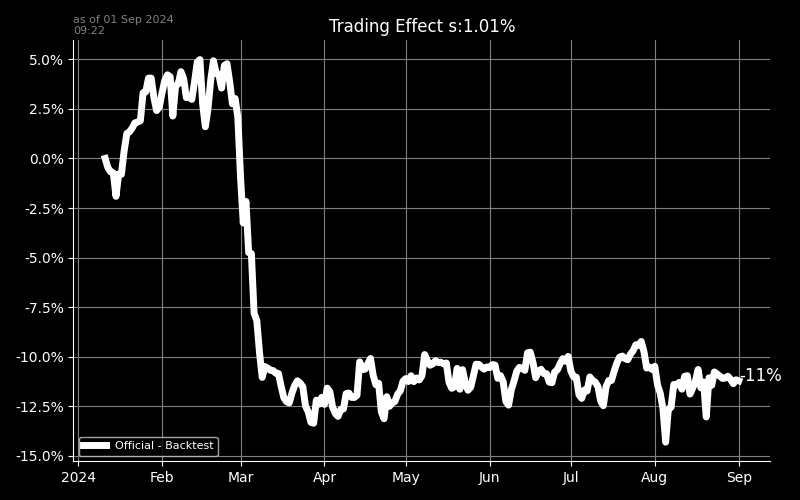 as of 01 Sep 2024
09:22
Trading Effect s:1.01%
5.0%
2.5%
0.0%
-2.5%
-5.0%
-7.5%
-10.0%
-12.5%
-15.0%
-11%
Official - Backtest
2024 Feb Mar Apr May Jun Jul Aug Sep